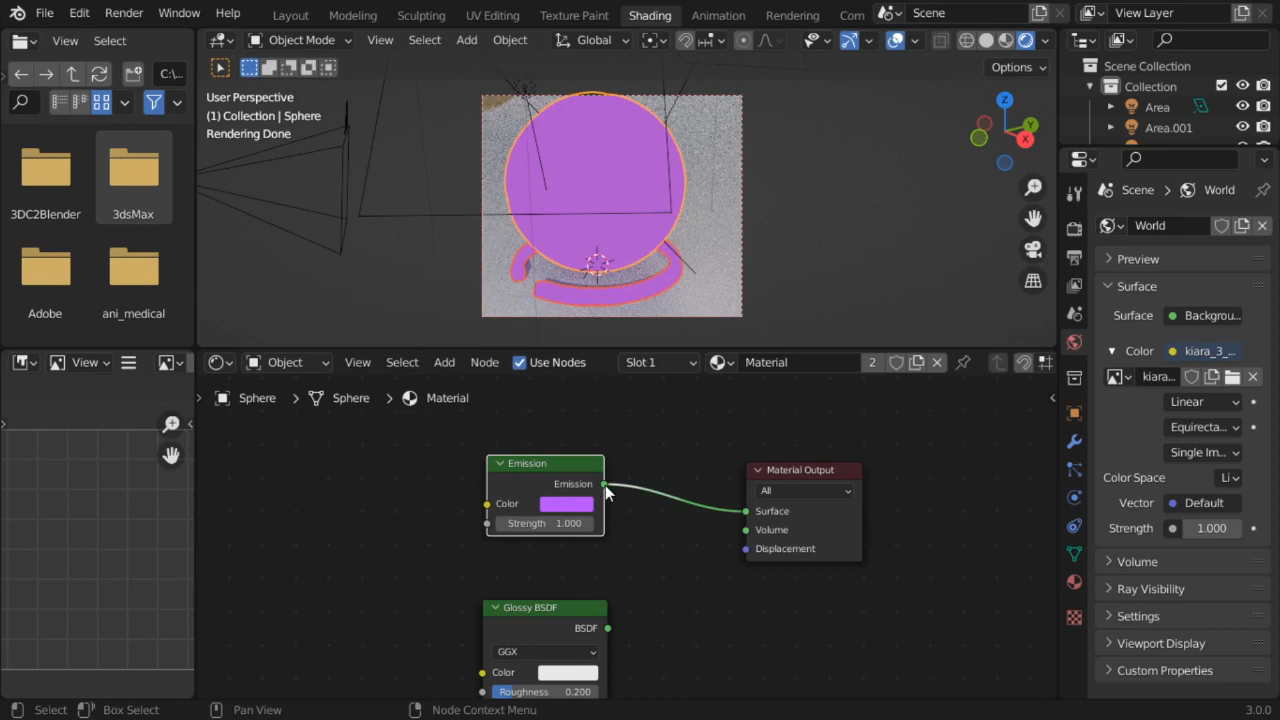 File Edit Render Window Help Layout Modeling Sculpting UV Editing Texture Paint Shading Animation Rendering Com Scene View Layer
View Select
Object Mode View Select Add Object Global
C:\...
Options
Scene Collection
Collection
Area
Area.001
User Perspective
(1) Collection | Sphere
Rendering Done
Z
Y
X
3DC2Blender
3dsMax
Adobe
ani_medical
Scene World
World
Preview
Surface
Surface Backgrou...
Color kiara_3_...
kiara...
Linear
Equirecta...
Single Im...
Color Space Li
Vector Default
Strength 1.000
Volume
Ray Visibility
Settings
Viewport Display
Custom Properties
View
Object View Select Add Node Use Nodes Slot 1 Material 2
Sphere Sphere Material
Emission
Emission
Color
Strength 1.000
Material Output
All
Surface
Volume
Displacement
Glossy BSDF
BSDF
GGX
Color
Roughness 0.200
Select Box Select Pan View Node Context Menu 3.0.0